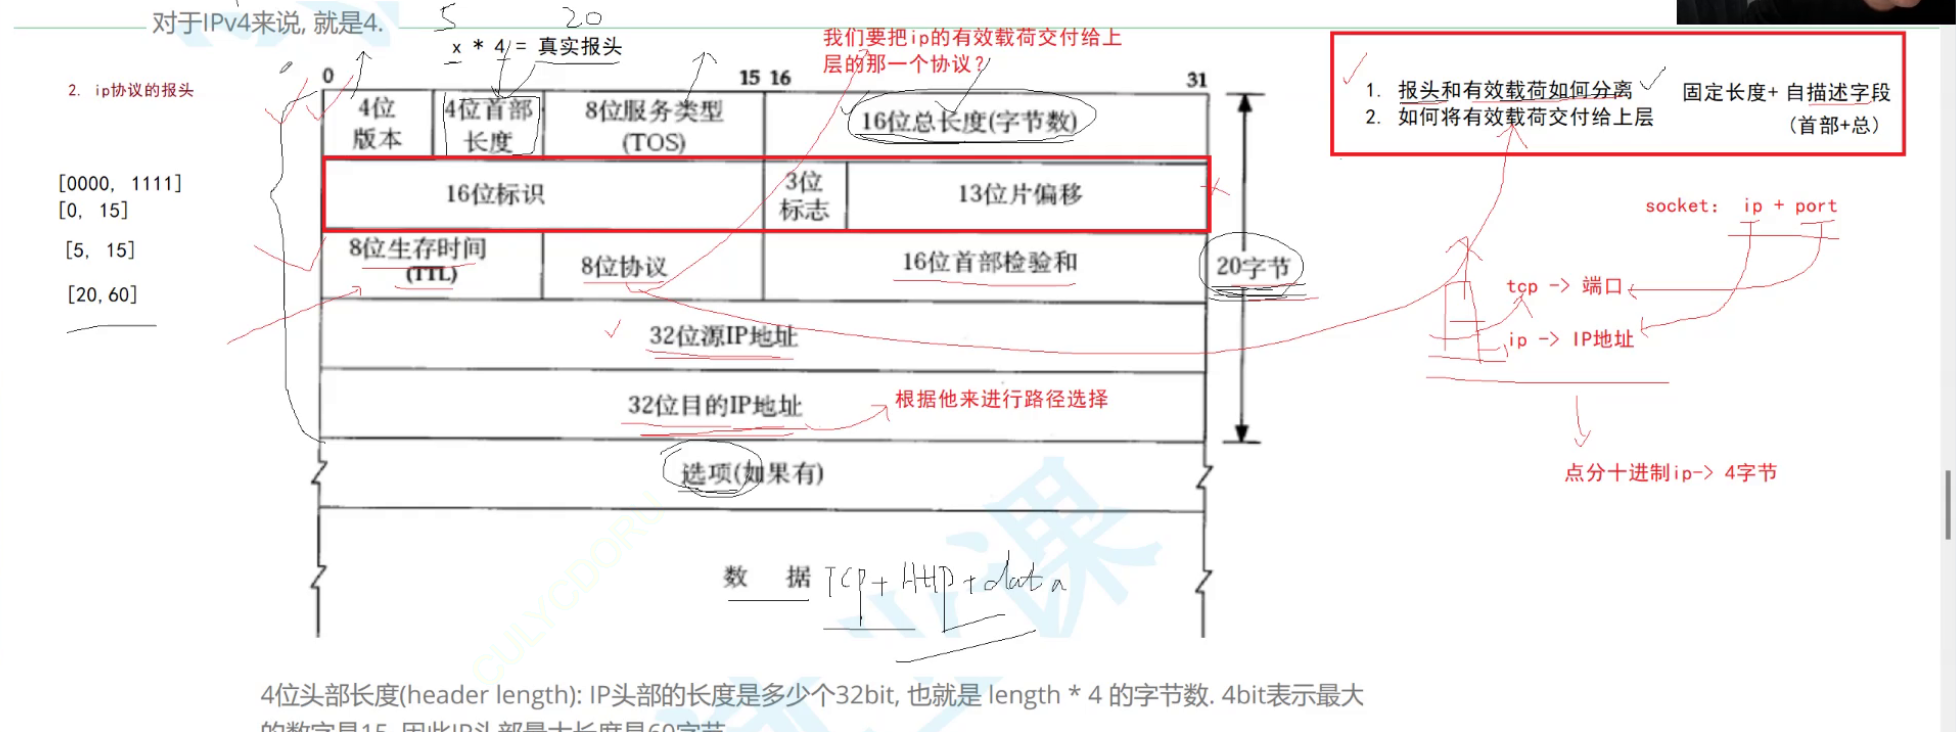 对于IPv4来说, 就是4.
5 20
x * 4 = 真实报头
我们要把ip的有效载荷交付给上
层的那一个协议?
2. ip协议的报头
0 15 16 31
4位
版本
4位首部
长度
8位服务类型
(TOS)
16位总长度(字节数)
1. 报头和有效载荷如何分离
固定长度+ 自描述字段
2. 如何将有效载荷交付给上层
(首部+总)
[0000, 1111]
[0, 15]
[5, 15]
[20,60]
16位标识
3位
标志
13位片偏移
socket: ip + port
8位生存时间
(TTL)
8位协议
16位首部检验和
20字节
tcp -> 端口
ip -> IP地址
32位源IP地址
32位目的IP地址
根据他来进行路径选择
点分十进制ip-> 4字节
选项(如果有)
数 据 TCP + HTTP + data
4位头部长度(header length): IP头部的长度是多少个32bit, 也就是 length * 4 的字节数. 4bit表示最大
的数字是15, 因此IP头部最大长度是60字节.